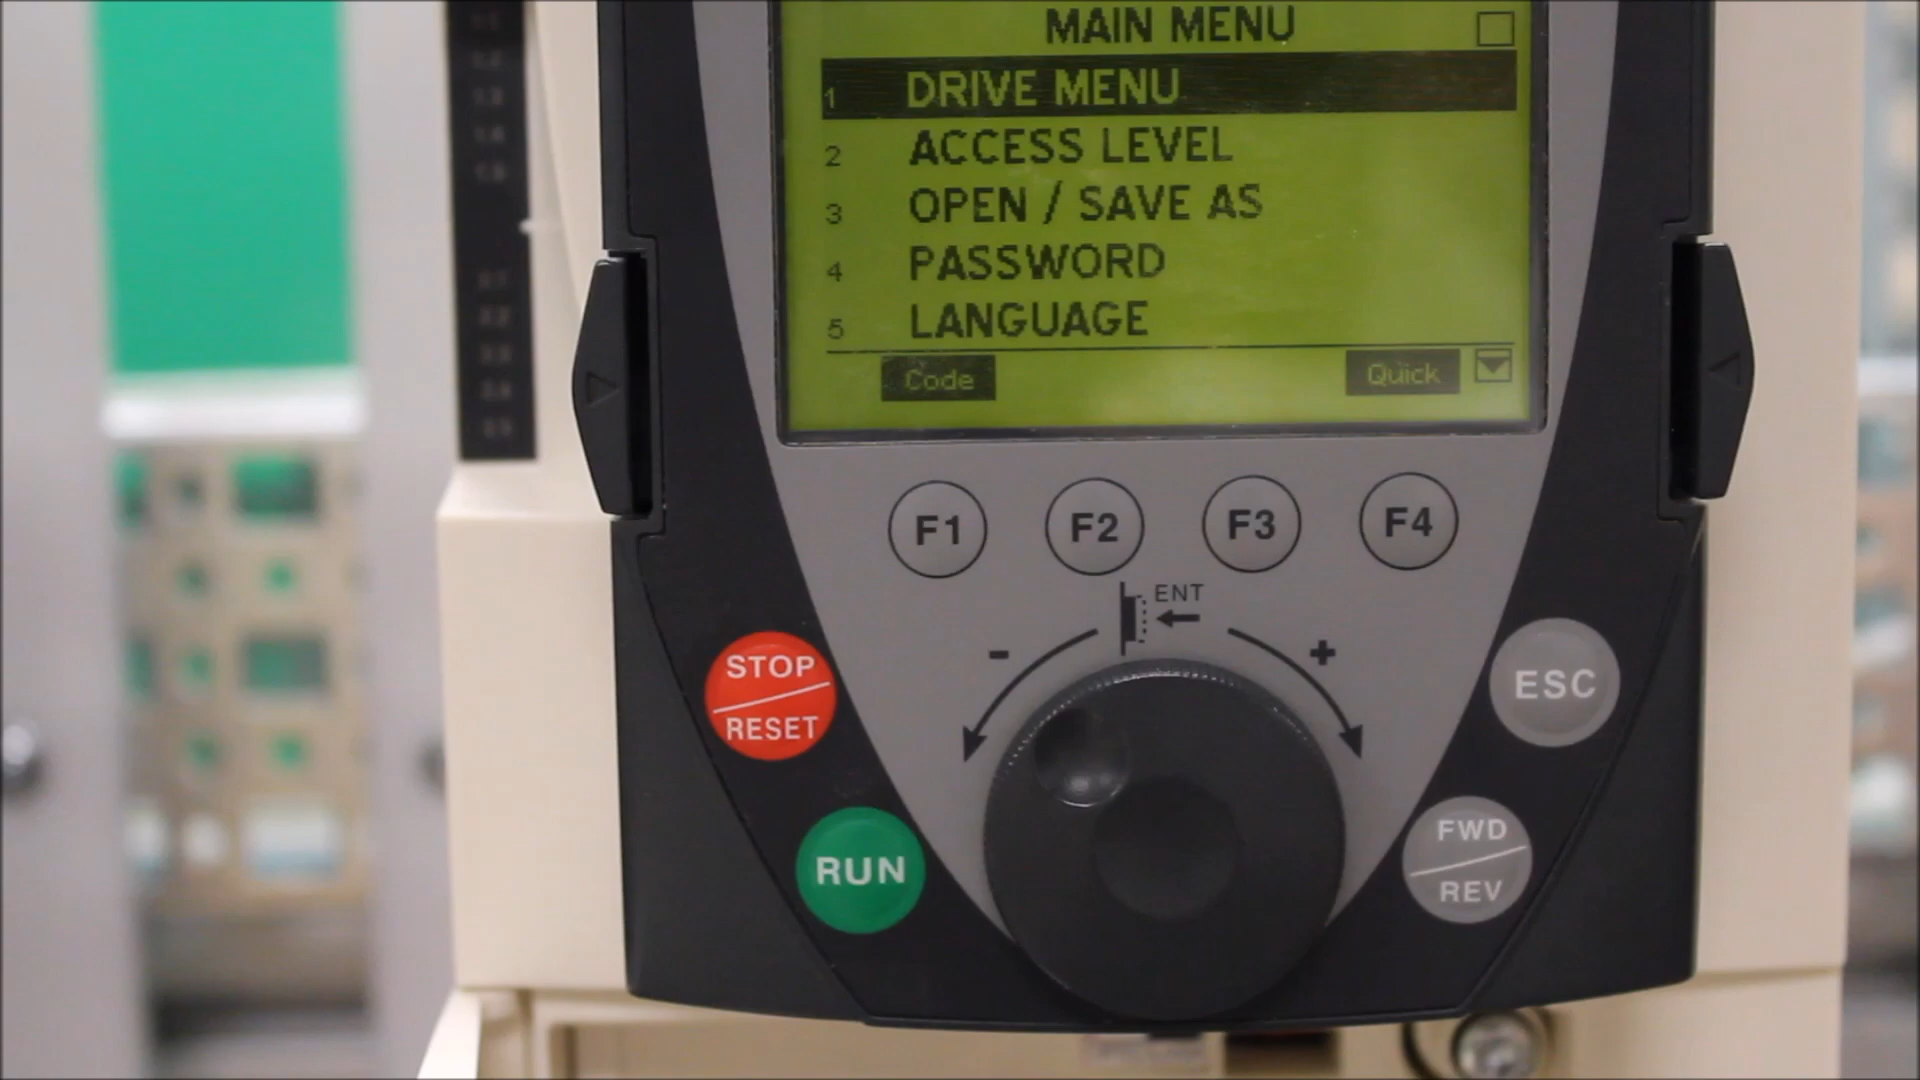 MAIN MENU
1 DRIVE MENU
2 ACCESS LEVEL
3 OPEN / SAVE AS
4 PASSWORD
5 LANGUAGE
Code Quick
F1 F2 F3 F4
ENT
- +
STOP
RESET
ESC
RUN
FWD
REV